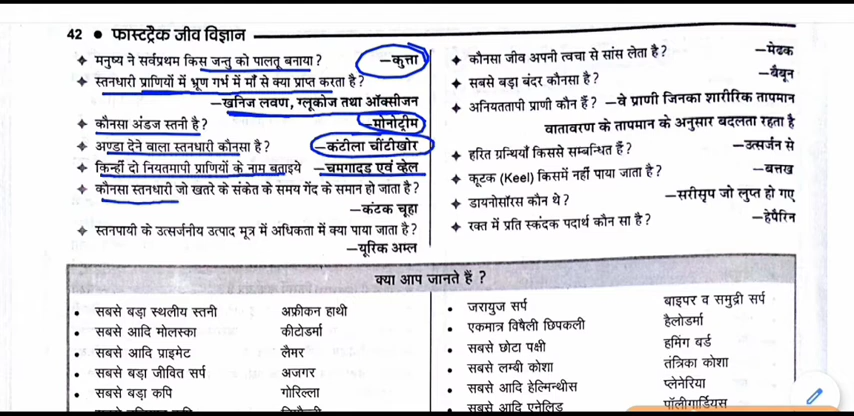 42 ● फास्टट्रैक जीव विज्ञान
✦ मनुष्य ने सर्वप्रथम किस जन्तु को पालतू बनाया? –कुत्ता
✦ स्तनधारी प्राणियों में भ्रूण गर्भ में माँ से क्या प्राप्त करता है?
–खनिज लवण, ग्लूकोज तथा ऑक्सीजन
✦ कौनसा अंडज स्तनी है? –मोनोट्रीम
✦ अण्डा देने वाला स्तनधारी कौनसा है? –कंटीला चींटीखोर
✦ किन्हीं दो नियतमापी प्राणियों के नाम बताइये –चमगादड़ एवं व्हेल
✦ कौनसा स्तनधारी जो खतरे के संकेत के समय गेंद के समान हो जाता है?
–कंटक चूहा
✦ स्तनपायी के उत्सर्जनीय उत्पाद मूत्र में अधिकता में क्या पाया जाता है?
–यूरिक अम्ल
✦ कौनसा जीव अपनी त्वचा से सांस लेता है? –मेढक
✦ सबसे बड़ा बंदर कौनसा है? –बैबून
✦ अनियततापी प्राणी कौन हैं? –वे प्राणी जिनका शारीरिक तापमान
वातावरण के तापमान के अनुसार बदलता रहता है
✦ हरित ग्रन्थियाँ किससे सम्बन्धित हैं? –उत्सर्जन से
✦ कूटक (Keel) किसमें नहीं पाया जाता है? –बत्तख
✦ डायनोसॉरस कौन थे? –सरीसृप जो लुप्त हो गए
✦ रक्त में प्रति स्कंदक पदार्थ कौन सा है? –हेपैरिन
क्या आप जानते हैं ?
• सबसे बड़ा स्थलीय स्तनी अफ्रीकन हाथी
• सबसे आदि मोलस्का कीटोडर्मा
• सबसे आदि प्राइमेट लैमर
• सबसे बड़ा जीवित सर्प अजगर
• सबसे बड़ा कपि गोरिल्ला
• जरायुज सर्प बाइपर व समुद्री सर्प
• एकमात्र विषैली छिपकली हैलोडर्मा
• सबसे छोटा पक्षी हमिंग बर्ड
• सबसे लम्बी कोशा तंत्रिका कोशा
• सबसे आदि हेल्मिन्थीस प्लेनेरिया
• सबसे आदि एनेलिड पॉलीगार्डियस